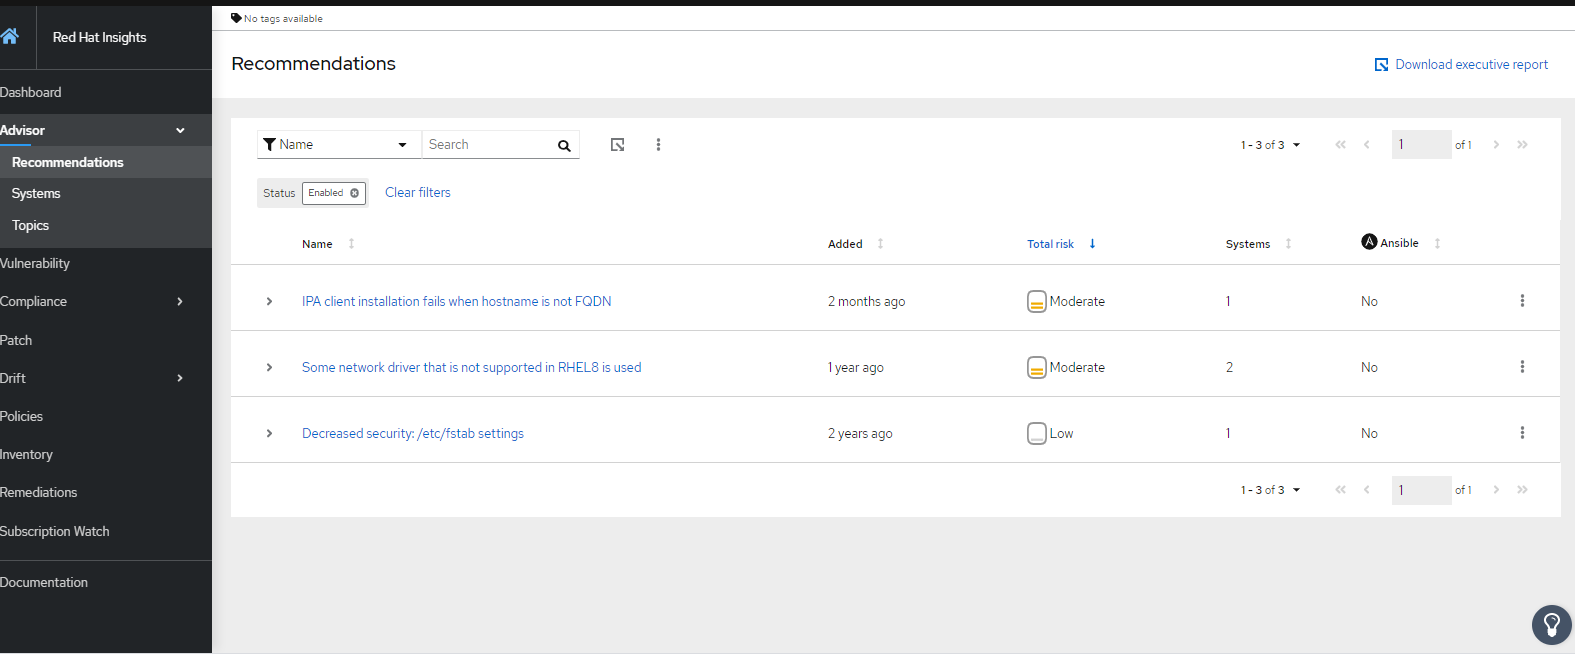 No tags available
Red Hat Insights
Recommendations
Download executive report
Dashboard
Advisor
Recommendations
Systems
Topics
Vulnerability
Compliance
Patch
Drift
Policies
Inventory
Remediations
Subscription Watch
Documentation
Name Search 1 - 3 of 3 1 of 1
Status Enabled Clear filters
Name Added Total risk Systems A Ansible
IPA client installation fails when hostname is not FQDN 2 months ago Moderate 1 No
Some network driver that is not supported in RHEL8 is used 1 year ago Moderate 2 No
Decreased security: /etc/fstab settings 2 years ago Low 1 No
1 - 3 of 3 1 of 1